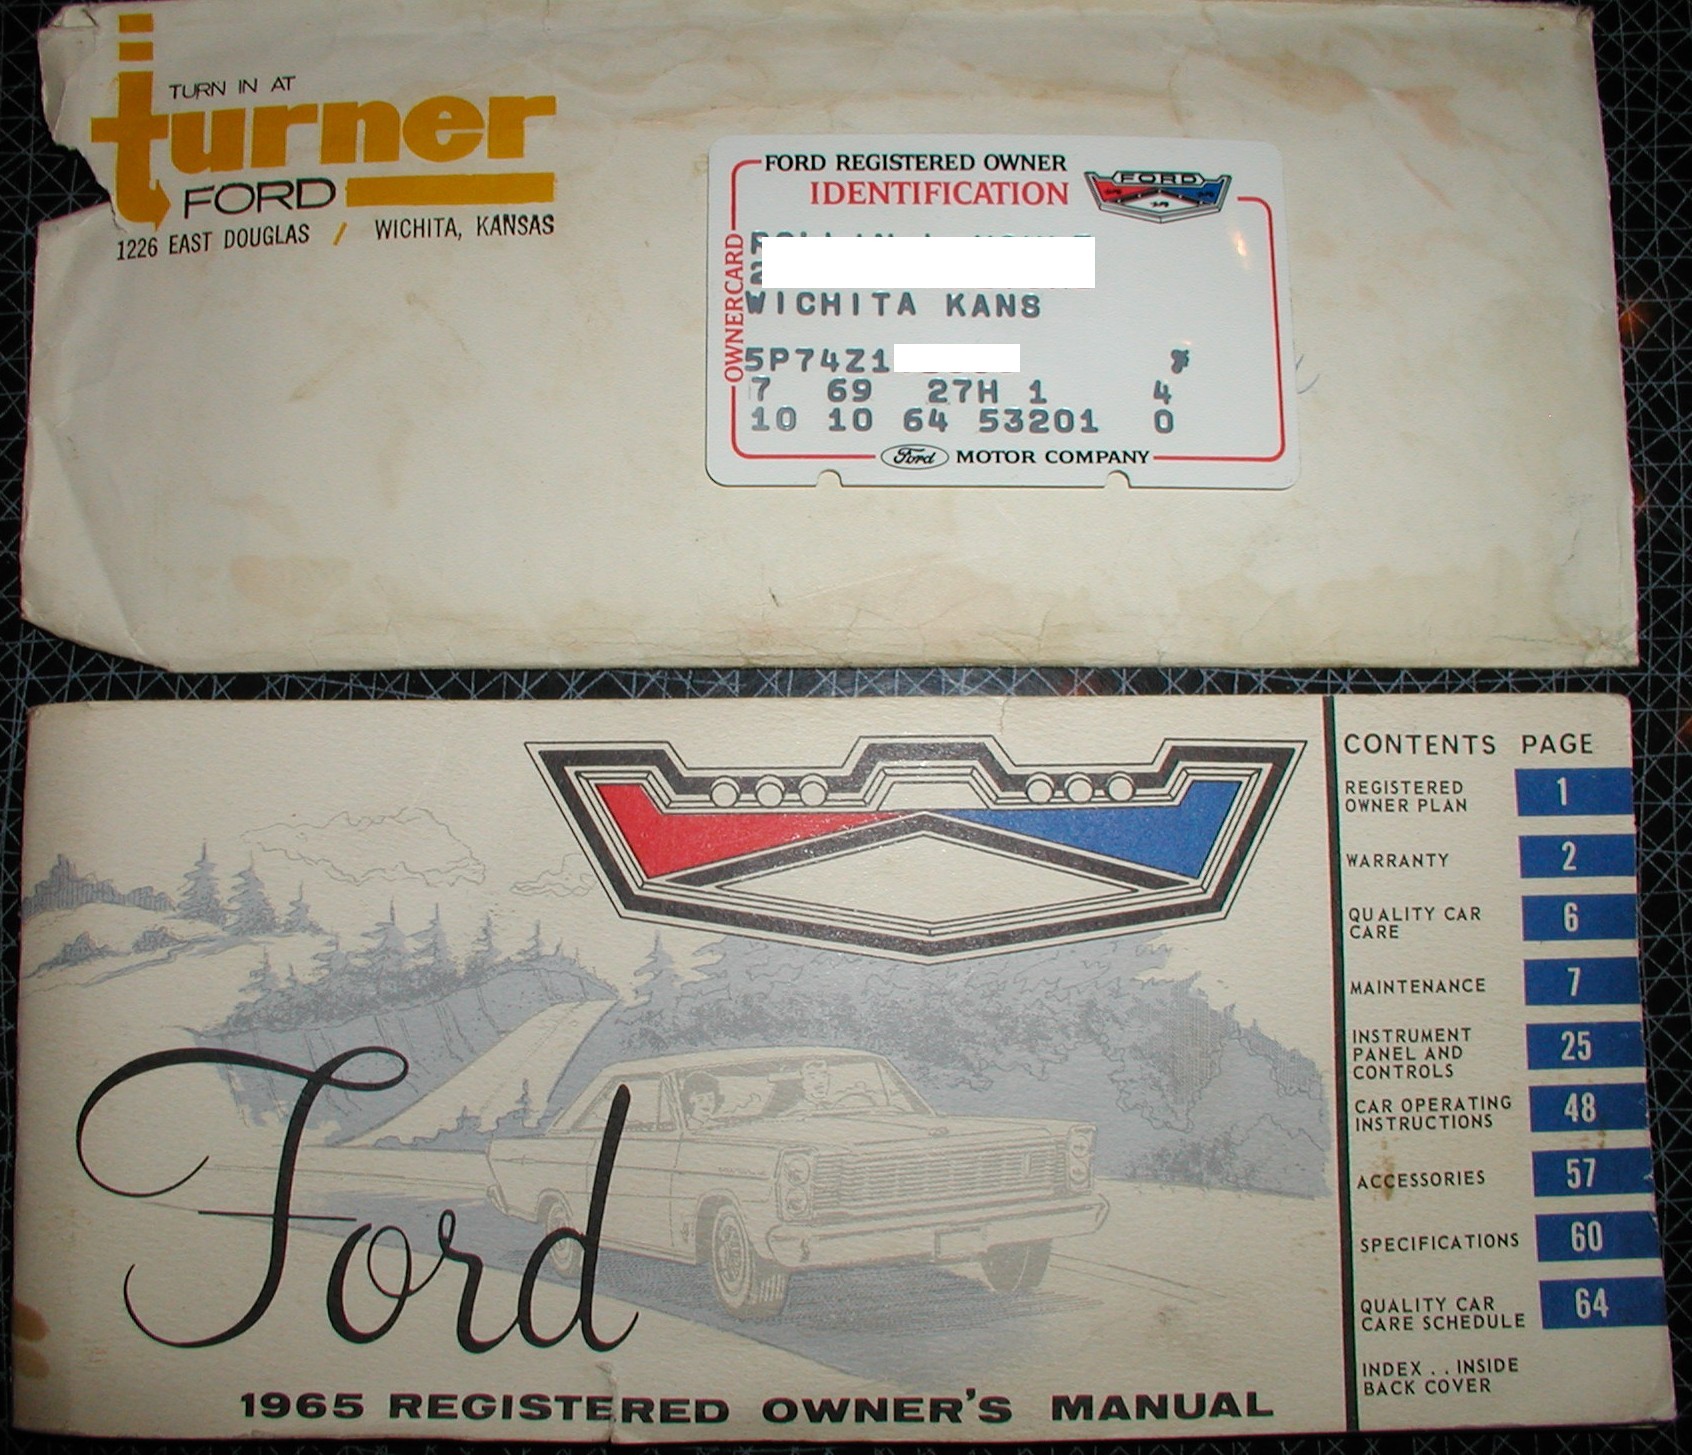 TURN IN AT
turner
FORD
1226 EAST DOUGLAS / WICHITA, KANSAS
FORD REGISTERED OWNER
FORD
IDENTIFICATION
OWNERCARD
WICHITA KANS
5P74Z1
7 69 27H 1 4
10 10 64 53201 0
Ford MOTOR COMPANY
CONTENTS PAGE
REGISTERED
OWNER PLAN 1
WARRANTY 2
QUALITY CAR
CARE 6
MAINTENANCE 7
INSTRUMENT
PANEL AND
CONTROLS 25
CAR OPERATING
INSTRUCTIONS 48
ACCESSORIES 57
SPECIFICATIONS 60
QUALITY CAR
CARE SCHEDULE 64
INDEX . . INSIDE
BACK COVER
Ford
1965 REGISTERED OWNER'S MANUAL